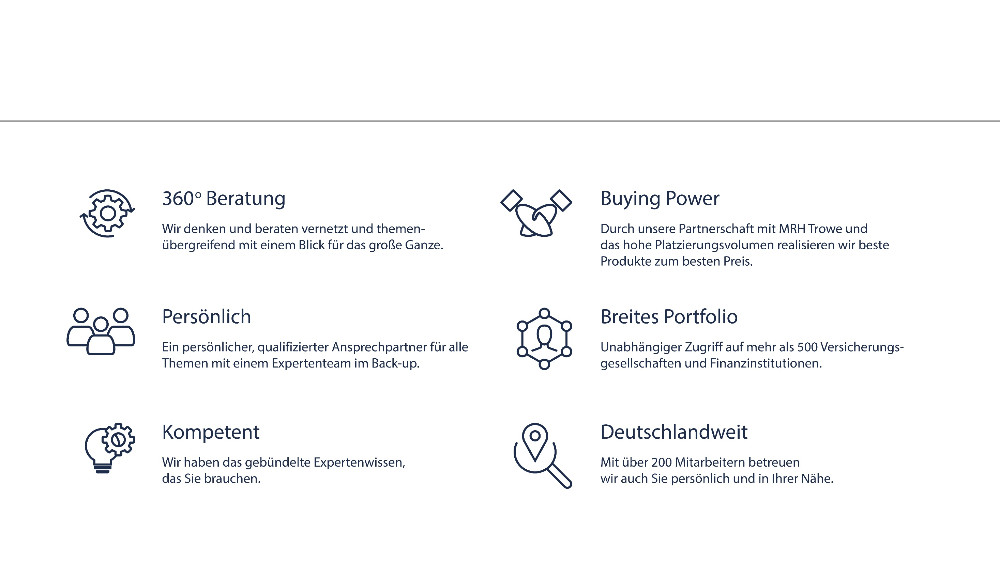 360° Beratung
Wir denken und beraten vernetzt und themen-
übergreifend mit einem Blick für das große Ganze.
Buying Power
Durch unsere Partnerschaft mit MRH Trowe und
das hohe Platzierungsvolumen realisieren wir beste
Produkte zum besten Preis.
Persönlich
Ein persönlicher, qualifizierter Ansprechpartner für alle
Themen mit einem Expertenteam im Back-up.
Breites Portfolio
Unabhängiger Zugriff auf mehr als 500 Versicherungs-
gesellschaften und Finanzinstitutionen.
Kompetent
Wir haben das gebündelte Expertenwissen,
das Sie brauchen.
Deutschlandweit
Mit über 200 Mitarbeitern betreuen
wir auch Sie persönlich und in Ihrer Nähe.